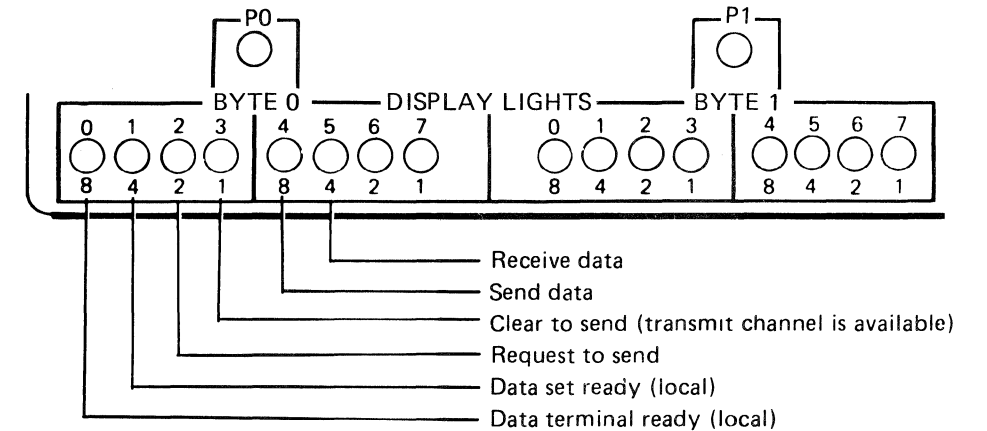 P0 P1
BYTE 0 DISPLAY LIGHTS BYTE 1
0 1 2 3 4 5 6 7 0 1 2 3 4 5 6 7
8 4 2 1 8 4 2 1 8 4 2 1 8 4 2 1
Receive data
Send data
Clear to send (transmit channel is available)
Request to send
Data set ready (local)
Data terminal ready (local)